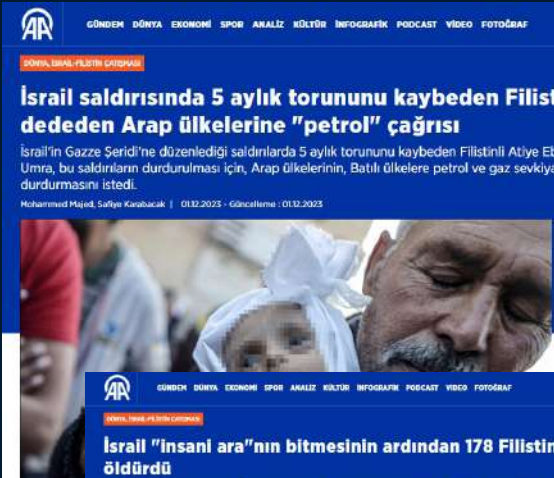 AA GÜNDEM DÜNYA EKONOMİ SPOR ANALİZ KÜLTÜR İNFOGRAFİK PODCAST VİDEO FOTOĞRAF
DÜNYA, İSRAİL-FİLİSTİN ÇATIŞMASI
İsrail saldırısında 5 aylık torununu kaybeden Filist
dededen Arap ülkelerine "petrol" çağrısı
İsrail'in Gazze Şeridi'ne düzenlediği saldırılarda 5 aylık torununu kaybeden Filistinli Atiye Eb
Umra, bu saldırıların durdurulması için, Arap ülkelerinin, Batılı ülkelere petrol ve gaz sevkiya
durdurmasını istedi.
Mohammed Majed, Safiye Karabacak | 01.12.2023 - Güncelleme : 01.12.2023
AA GÜNDEM DÜNYA EKONOMİ SPOR ANALİZ KÜLTÜR İNFOGRAFİK PODCAST VİDEO FOTOĞRAF
DÜNYA, İSRAİL-FİLİSTİN ÇATIŞMASI
İsrail "insani ara"nın bitmesinin ardından 178 Filistin
öldürdü